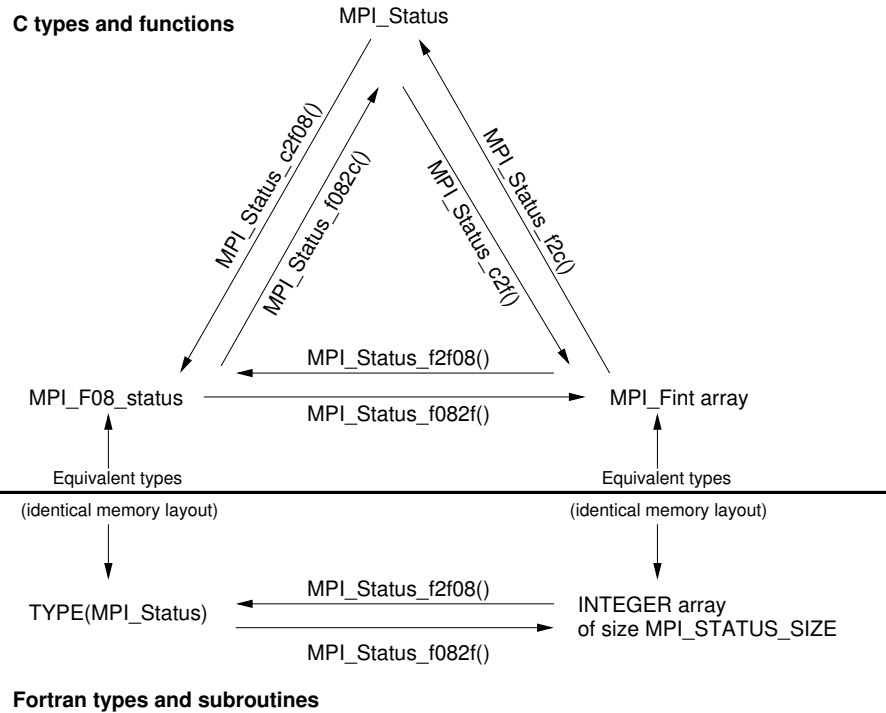 C types and functions
MPI_Status
MPI_Status_c2f08()
MPI_Status_f082c()
MPI_Status_c2f()
MPI_Status_f2c()
MPI_Status_f2f08()
MPI_F08_status
MPI_Fint array
MPI_Status_f082f()
Equivalent types
Equivalent types
(identical memory layout)
(identical memory layout)
MPI_Status_f2f08()
TYPE(MPI_Status)
INTEGER array
of size MPI_STATUS_SIZE
MPI_Status_f082f()
Fortran types and subroutines